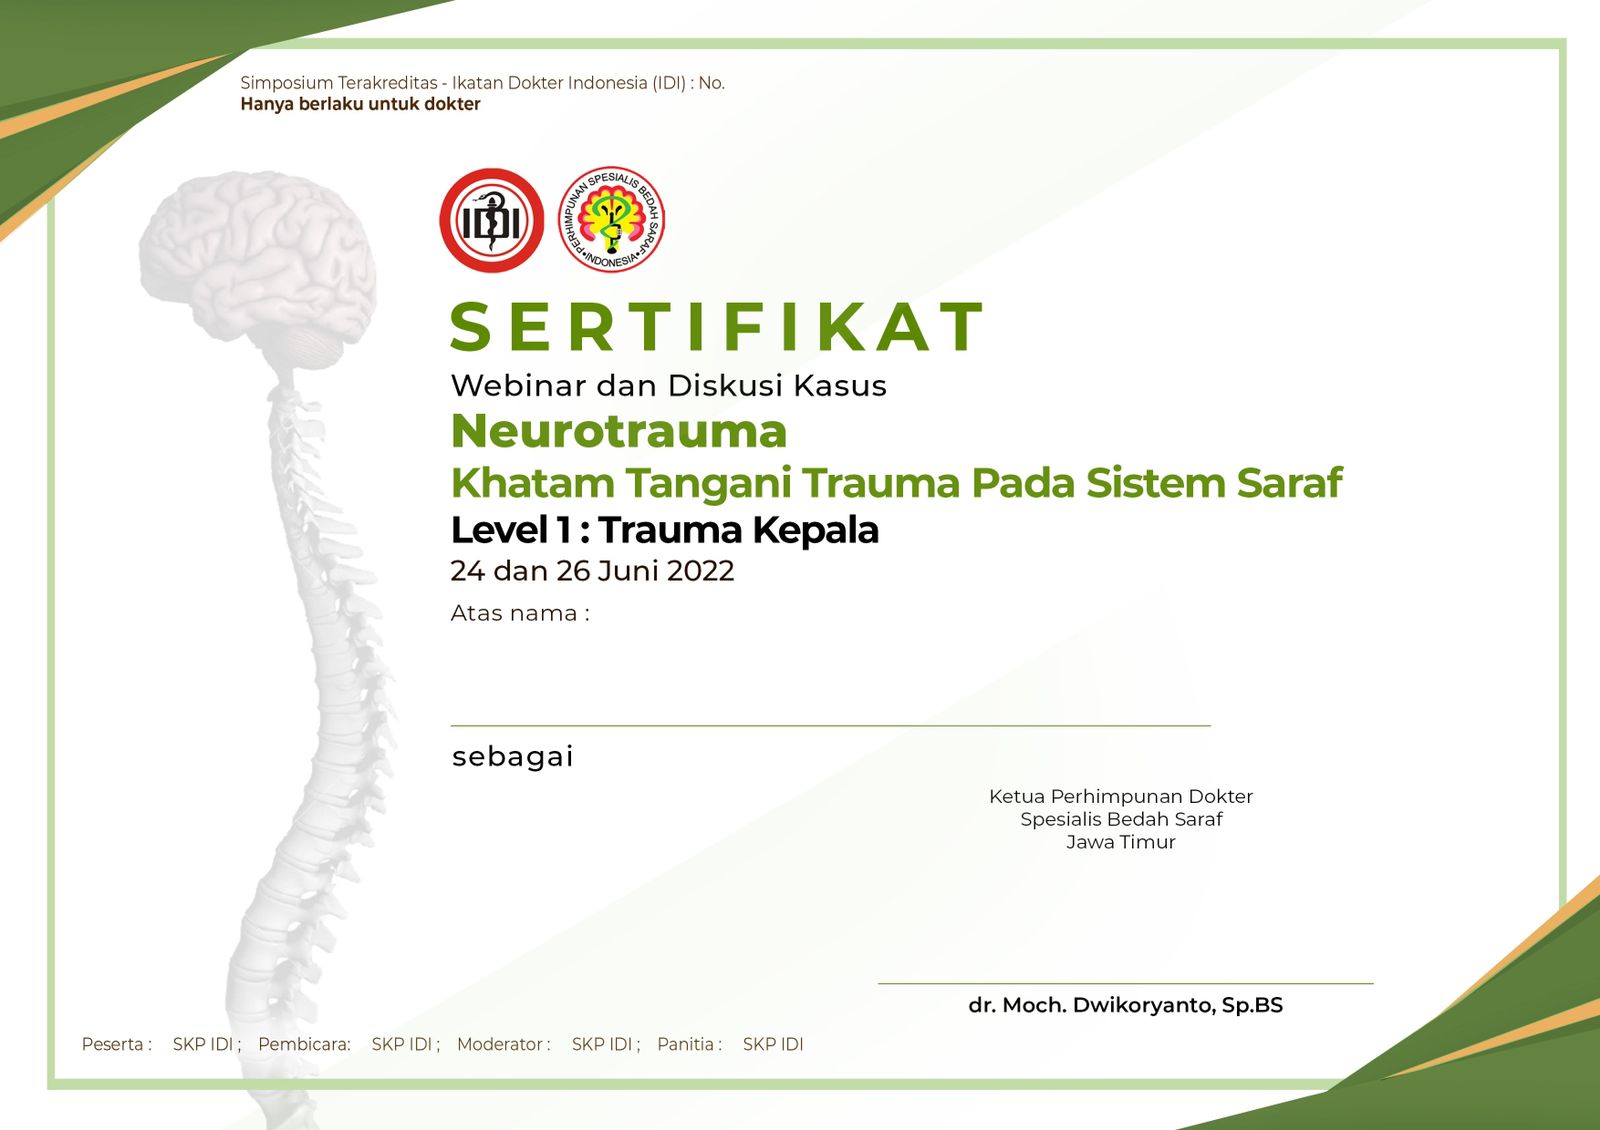 Simposium Terakreditas - Ikatan Dokter Indonesia (IDI) : No.
Hanya berlaku untuk dokter
IDI
PERHIMPUNAN SPESIALIS BEDAH SARAF
•INDONESIA•
SERTIFIKAT
Webinar dan Diskusi Kasus
Neurotrauma
Khatam Tangani Trauma Pada Sistem Saraf
Level 1 : Trauma Kepala
24 dan 26 Juni 2022
Atas nama :
sebagai
Ketua Perhimpunan Dokter
Spesialis Bedah Saraf
Jawa Timur
dr. Moch. Dwikoryanto, Sp.BS
Peserta : SKP IDI ; Pembicara: SKP IDI ; Moderator : SKP IDI ; Panitia : SKP IDI